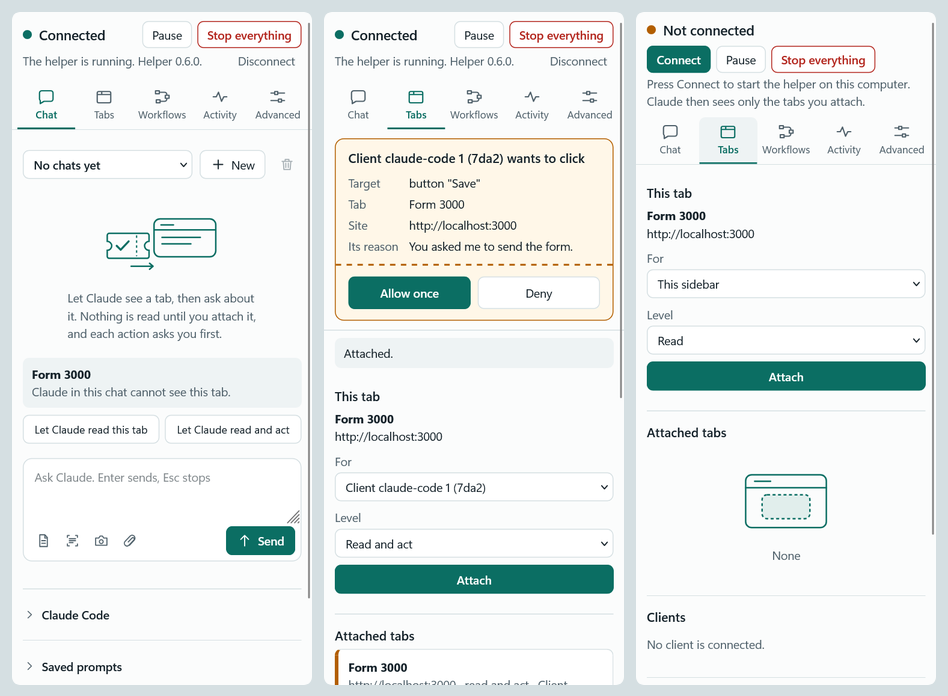 Connected
Pause
Stop everything
The helper is running. Helper 0.6.0.
Disconnect
Chat
Tabs
Workflows
Activity
Advanced
No chats yet
New
Let Claude see a tab, then ask about
it. Nothing is read until you attach it,
and each action asks you first.
Form 3000
Claude in this chat cannot see this tab.
Let Claude read this tab
Let Claude read and act
Ask Claude. Enter sends, Esc stops
Send
Claude Code
Saved prompts
Connected
Pause
Stop everything
The helper is running. Helper 0.6.0.
Disconnect
Chat
Tabs
Workflows
Activity
Advanced
Client claude-code 1 (7da2) wants to click
Target button "Save"
Tab Form 3000
Site http://localhost:3000
Its reason You asked me to send the form.
Allow once
Deny
Attached.
This tab
Form 3000
http://localhost:3000
For
Client claude-code 1 (7da2)
Level
Read and act
Attach
Attached tabs
Form 3000
http://localhost:3000 read and act Client
Not connected
Connect
Pause
Stop everything
Press Connect to start the helper on this computer.
Claude then sees only the tabs you attach.
Chat
Tabs
Workflows
Activity
Advanced
This tab
Form 3000
http://localhost:3000
For
This sidebar
Level
Read
Attach
Attached tabs
None
Clients
No client is connected.